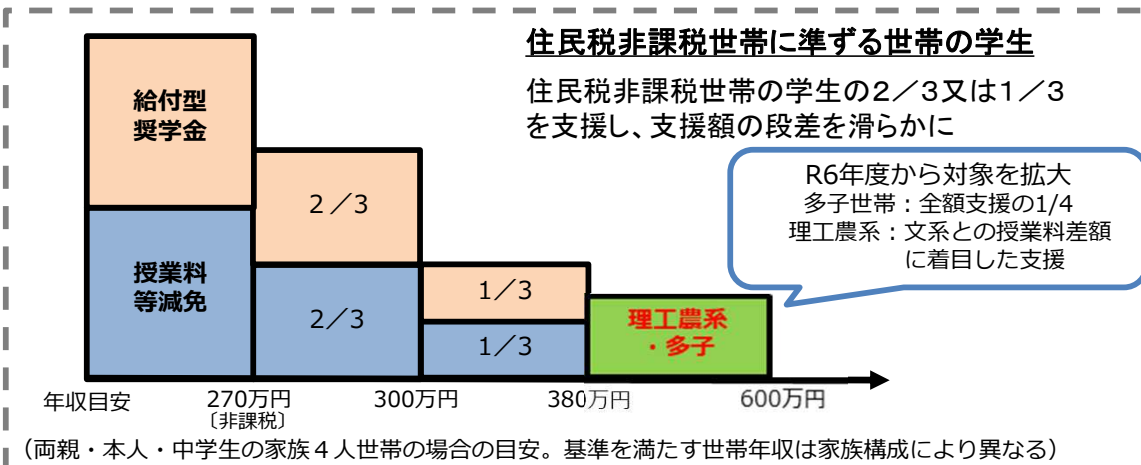 住民税非課税世帯に準ずる世帯の学生
住民税非課税世帯の学生の2／3又は1／3
を支援し、支援額の段差を滑らかに
R6年度から対象を拡大
多子世帯：全額支援の1/4
理工農系：文系との授業料差額
に着目した支援
給付型
奨学金
授業料
等減免
2／3
2／3
1／3
1／3
理工農系
・多子
年収目安
270万円
〔非課税〕
300万円
380万円
600万円
（両親・本人・中学生の家族４人世帯の場合の目安。基準を満たす世帯年収は家族構成により異なる）